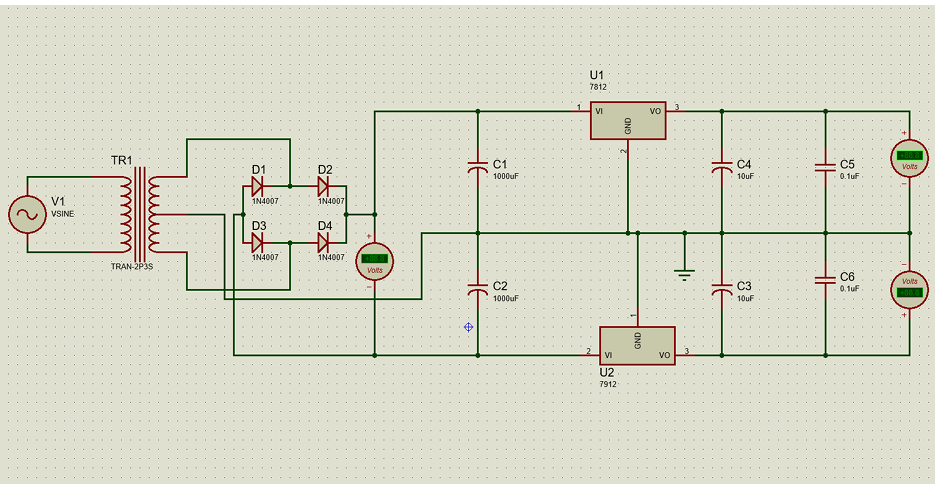 U1
7812
1
VI
VO
3
GND
2
TR1
TRAN-2P3S
V1
VSINE
D1
1N4007
D2
1N4007
D3
1N4007
D4
1N4007
+
Volts
-
C1
1000uF
C2
1000uF
C4
10uF
C5
0.1uF
+
Volts
-
C3
10uF
C6
0.1uF
-
Volts
+
1
GND
2
VI
VO
3
U2
7912